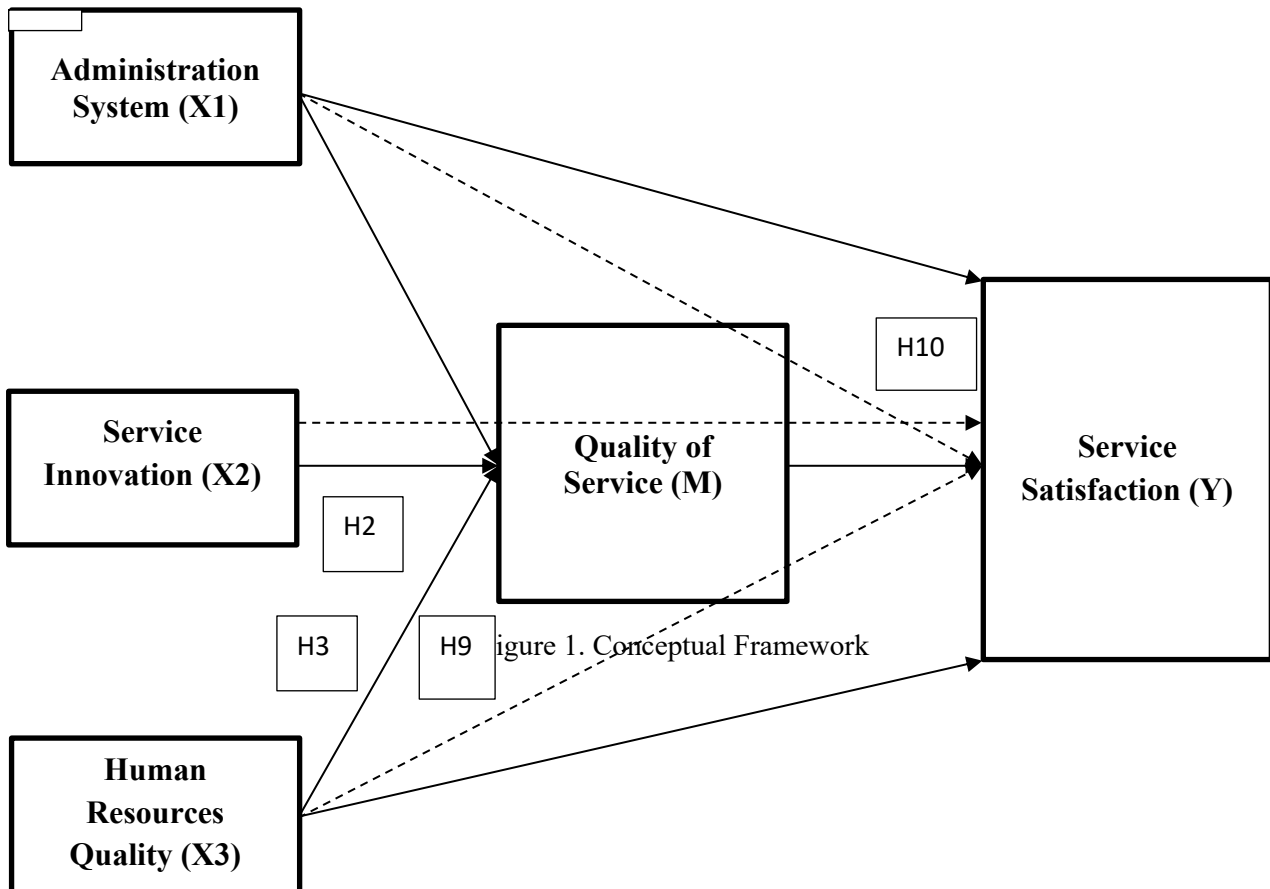 Administration
System (X1)
H10
Service
Innovation (X2)
Quality of
Service (M)
Service
Satisfaction (Y)
H2
H3
H9
igure 1. Conceptual Framework
Human
Resources
Quality (X3)